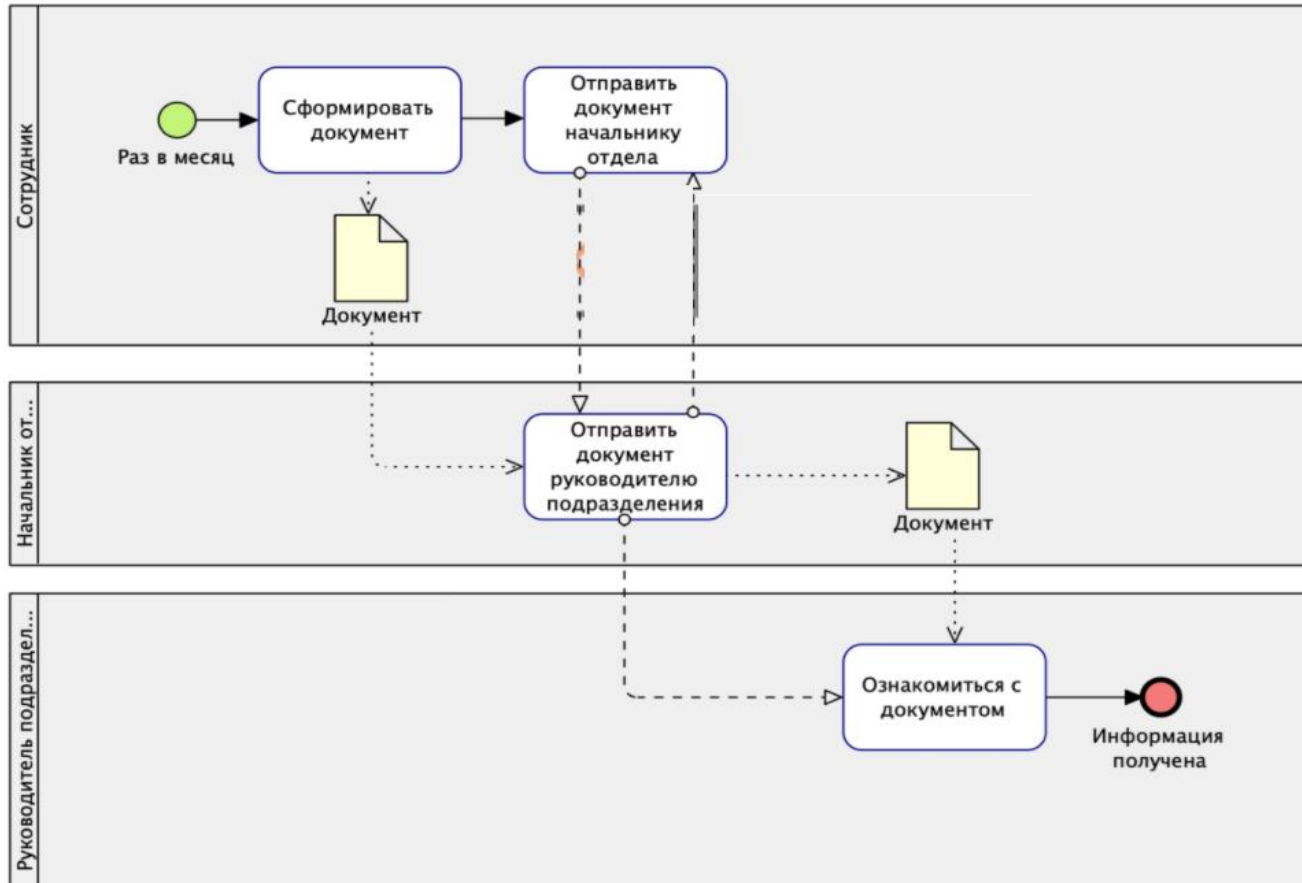 Сотрудник
Сформировать
документ
Отправить
документ
начальнику
отдела
Раз в месяц
Документ
Начальник от...
Отправить
документ
руководителю
подразделения
Документ
Руководитель подраздел...
Ознакомиться с
документом
Информация
получена